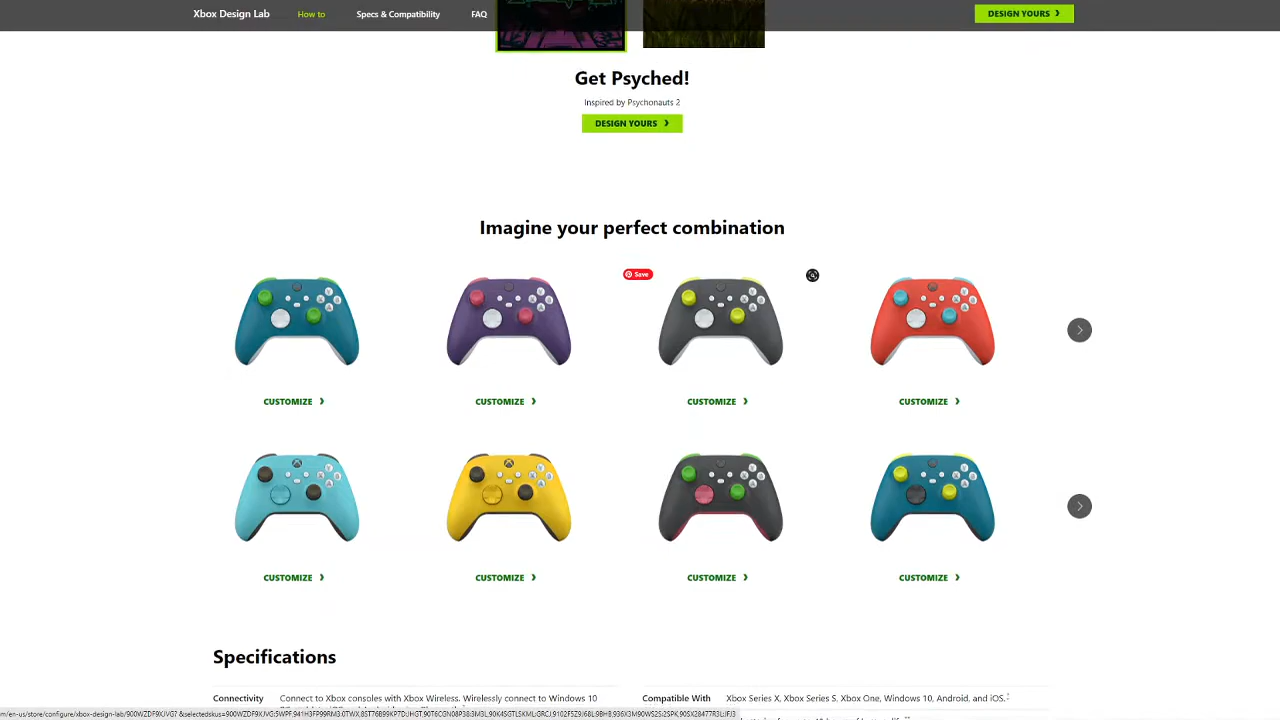 Xbox Design Lab How to Specs & Compatibility FAQ DESIGN YOURS
Get Psyched!
Inspired by Psychonauts 2
DESIGN YOURS
Imagine your perfect combination
Save
CUSTOMIZE CUSTOMIZE CUSTOMIZE CUSTOMIZE
CUSTOMIZE CUSTOMIZE CUSTOMIZE CUSTOMIZE
Specifications
Connectivity Connect to Xbox consoles with Xbox Wireless. Wirelessly connect to Windows 10
Compatible With Xbox Series X, Xbox Series S, Xbox One, Windows 10, Android, and iOS.